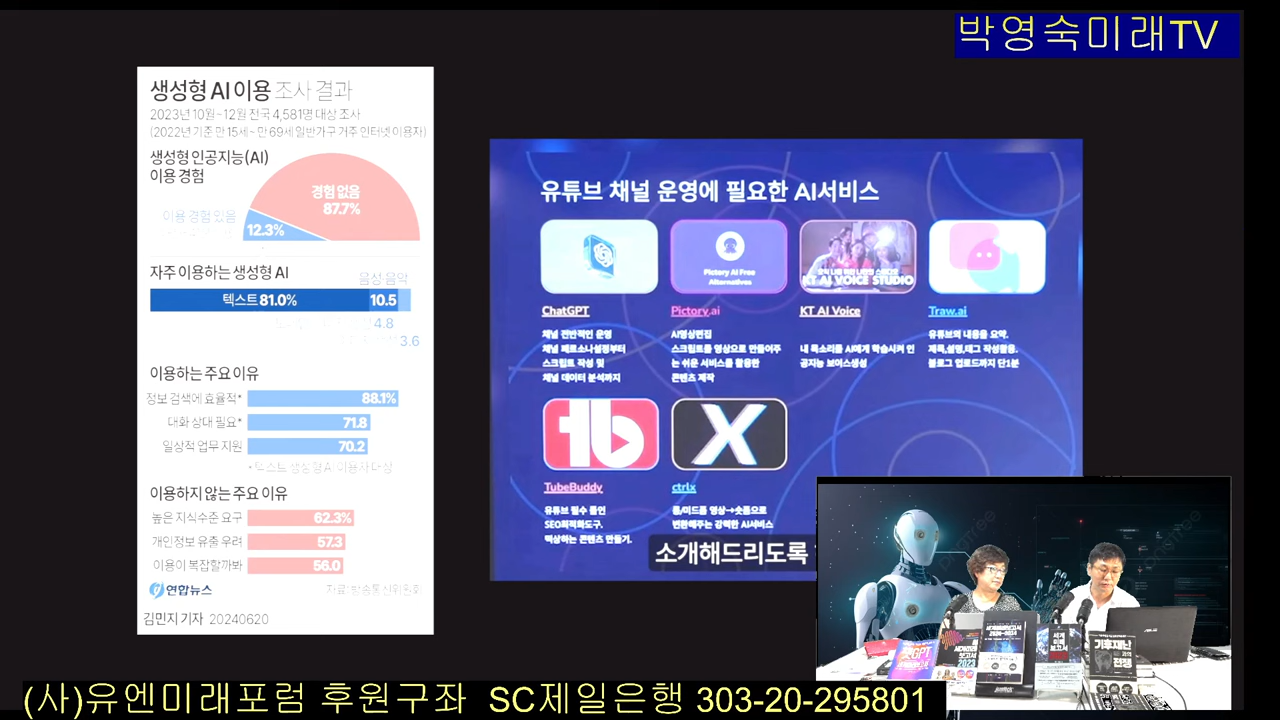 박영숙미래TV
생성형 AI 이용 조사 결과
2023년 10월~12월 전국 4,581명 대상 조사
(2022년 기준 만 15세~만 69세 일반가구 거주 인터넷 이용자)
생성형 인공지능(AI)
이용 경험
경험 없음
87.7%
이용 경험 있음
12.3%
자주 이용하는 생성형 AI
음성·음악
텍스트 81.0%
10.5
4.8
3.6
이용하는 주요 이유
정보 검색에 효율적* 88.1%
대화 상대 필요* 71.8
일상적 업무 지원 70.2
*텍스트 생성형 AI 이용자 대상
이용하지 않는 주요 이유
높은 지식수준 요구 62.3%
개인정보 유출 우려 57.3
이용이 복잡할까봐 56.0
연합뉴스
자료:방송통신위원회
김민지 기자 20240620
유튜브 채널 운영에 필요한 AI서비스
Pictory AI Free
Alternatives
KT AI VOICE STUDIO
ChatGPT
채널 전반적인 운영
채널 페르소나설정부터
스크립트 작성 및
채널 데이터 분석까지
Pictory.ai
AI영상편집
스크립트를 영상으로 만들어주
는 쉬운 서비스를 활용한
콘텐츠 제작
KT AI Voice
내 목소리를 AI에게 학습시켜 인
공지능 보이스생성
Traw.ai
유튜브의 내용을 요약.
제목,설명,태그 작성활용.
블로그 업로드까지 단1분
TubeBuddy
유튜브 필수 툴인
SEO최적화도구.
떡상하는 콘텐츠 만들기.
ctrlx
롱/미드폼 영상→숏폼으로
변환해주는 강력한 AI서비스
소개해드리도록
기후재난
전쟁
(사)유엔미래포럼 후원구좌 SC제일은행 303-20-295801